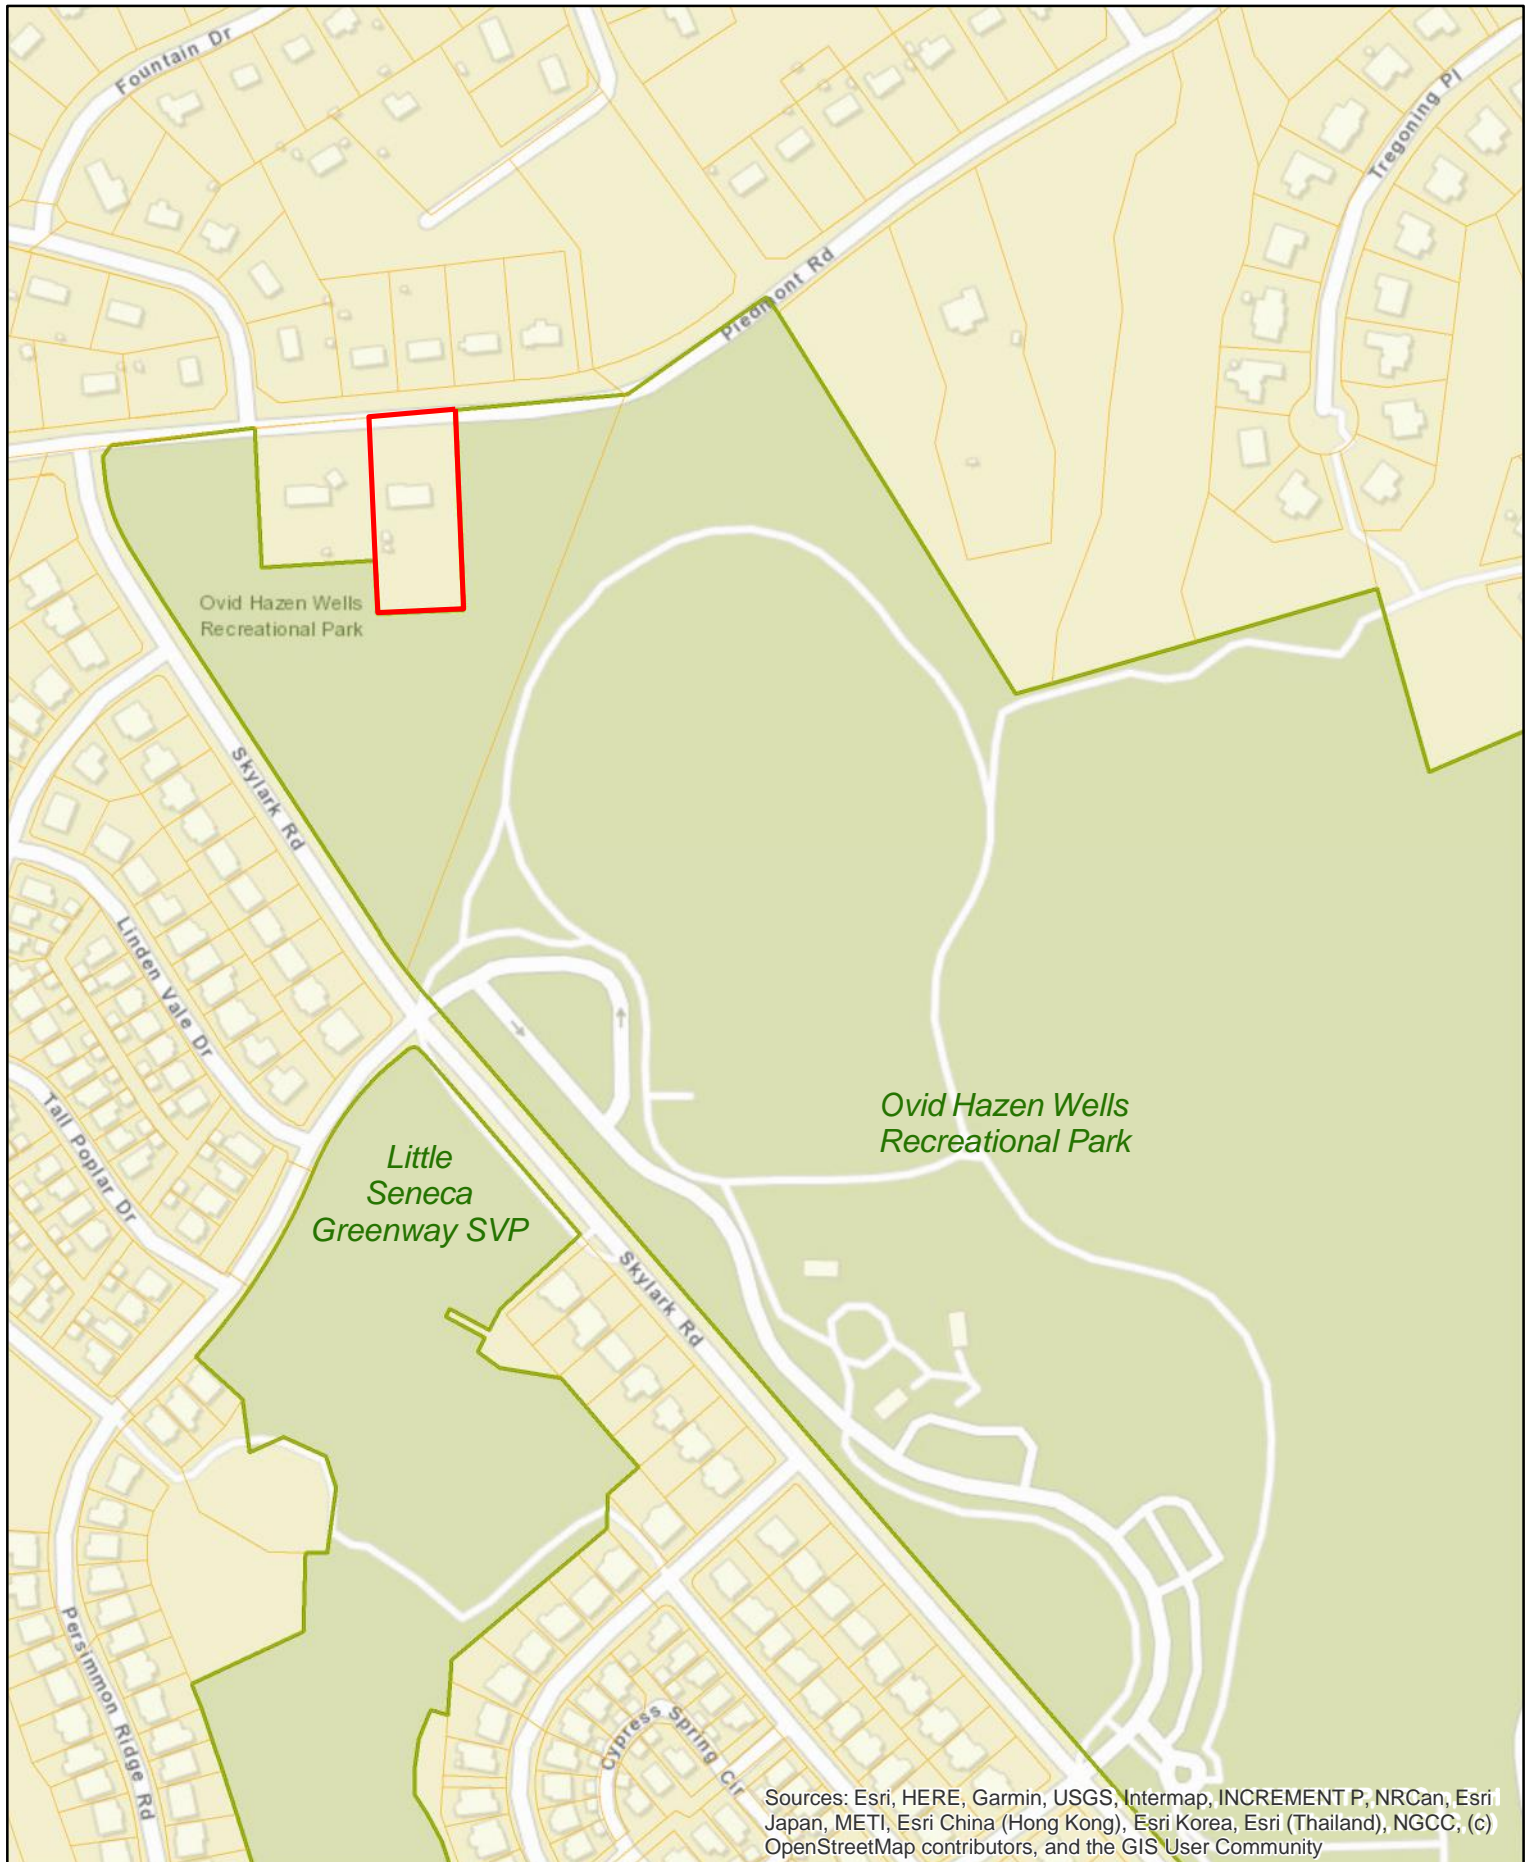 Fountain Dr
Tregoning Pl
Piedmont Rd
Ovid Hazen Wells
Recreational Park
Skylark Rd
Linden Vale Dr
Tall Poplar Dr
Ovid Hazen Wells
Recreational Park
Little
Seneca
Greenway SVP
Skylark Rd
Persimmon Ridge Rd
Cypress Spring Cir
Sources: Esri, HERE, Garmin, USGS, Intermap, INCREMENT P, NRCan, Esri
Japan, METI, Esri China (Hong Kong), Esri Korea, Esri (Thailand), NGCC, (c)
OpenStreetMap contributors, and the GIS User Community